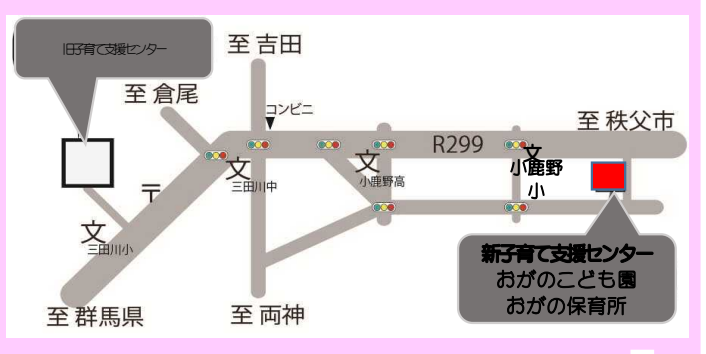 旧子育て支援センター
至 吉田
至 倉尾
コンビニ
至 秩父市
R299
文
三田川中
文
小鹿野高
文
小鹿野
小
〒
文
三田川小
新子育て支援センター
おがのこども園
おがの保育所
至 群馬県
至 両神